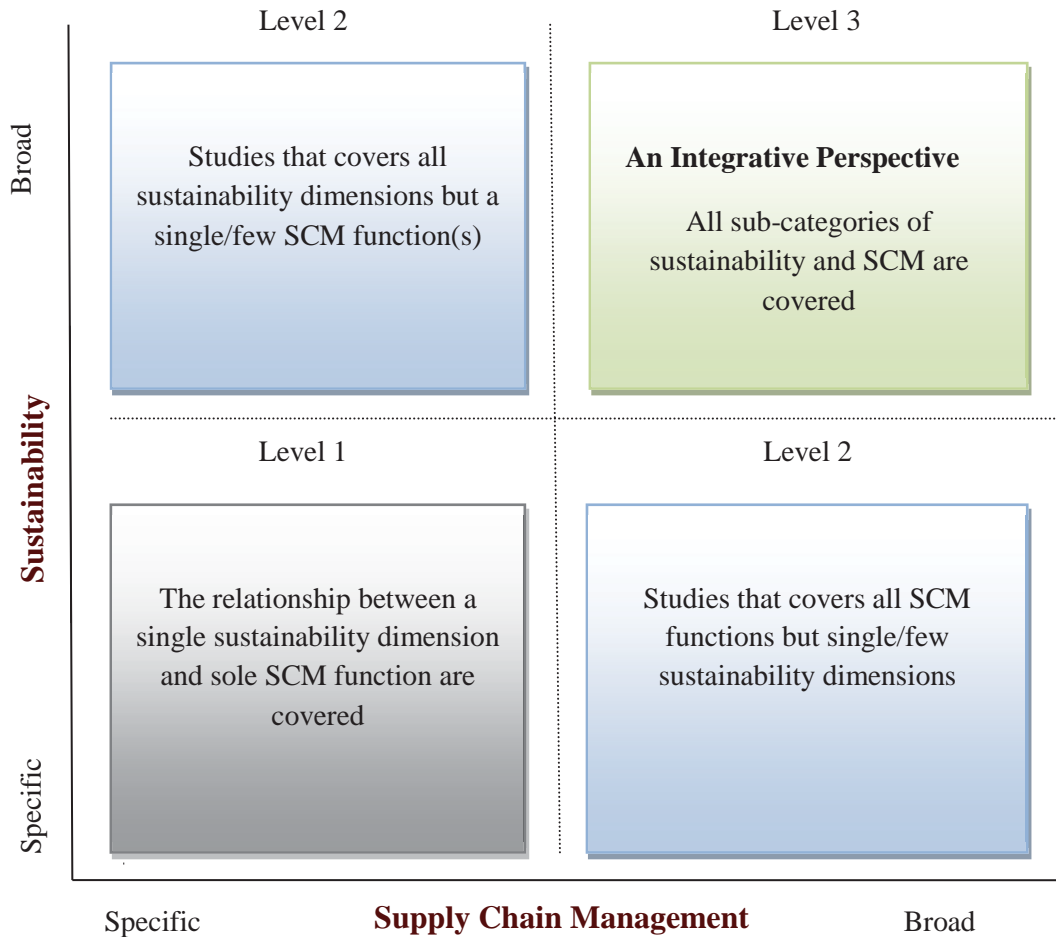 Level 2
Level 3
Broad
Studies that covers all
sustainability dimensions but a
single/few SCM function(s)
An Integrative Perspective
All sub-categories of
sustainability and SCM are
covered
Sustainability
Level 1
Level 2
The relationship between a
single sustainability dimension
and sole SCM function are
covered
Studies that covers all SCM
functions but single/few
sustainability dimensions
Specific
Specific
Supply Chain Management
Broad